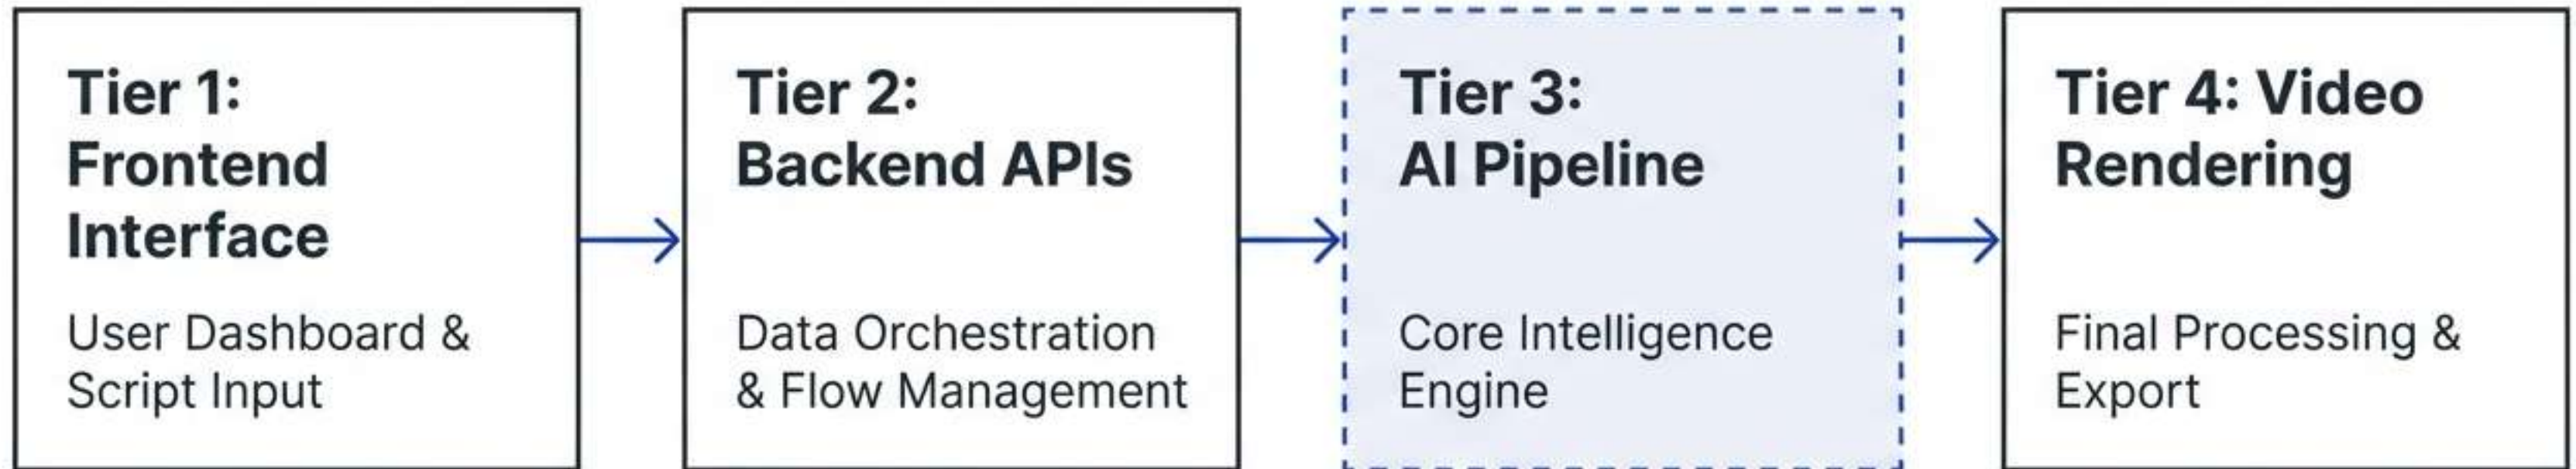 Tier 1:
Frontend
Interface
User Dashboard &
Script Input
Tier 2:
Backend APIs
Data Orchestration
& Flow Management
Tier 3:
AI Pipeline
Core Intelligence
Engine
Tier 4: Video
Rendering
Final Processing &
Export